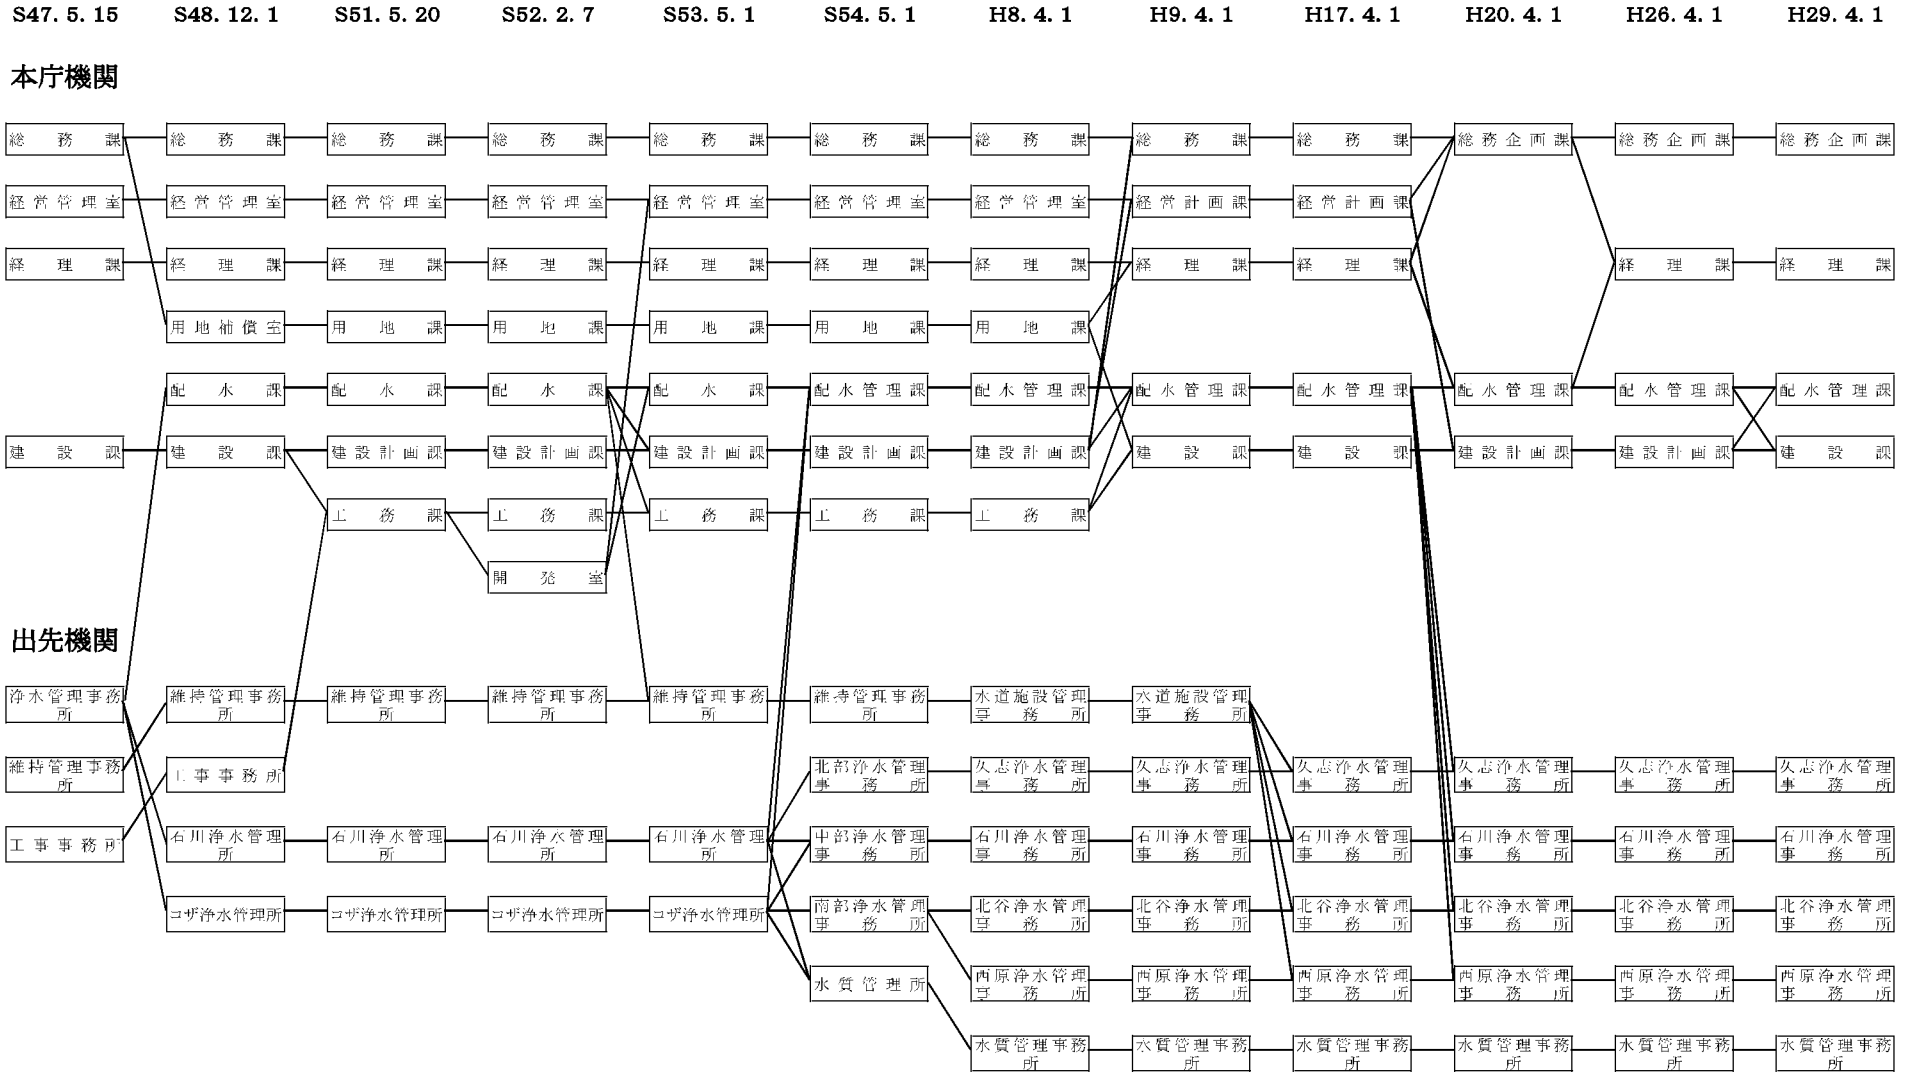 S47. 5. 15 S48. 12. 1 S51. 5. 20 S52. 2. 7 S53. 5. 1 S54. 5. 1 H8. 4. 1 H9. 4. 1 H17. 4. 1 H20. 4. 1 H26. 4. 1 H29. 4. 1
本庁機関
総務課 総務課 総務課 総務課 総務課 総務課 総務課 総務課 総務課 総務企画課 総務企画課 総務企画課
経営管理室 経営管理室 経営管理室 経営管理室 経営管理室 経営管理室 経営管理室 経営計画課 経営計画課
経理課 経理課 経理課 経理課 経理課 経理課 経理課 経理課 経理課 経理課 経理課
用地補償室 用地課 用地課 用地課 用地課 用地課
配水課 配水課 配水課 配水課 配水管理課 配水管理課 配水管理課 配水管理課 配水管理課 配水管理課 配水管理課
建設課 建設課 建設計画課 建設計画課 建設計画課 建設計画課 建設計画課 建設課 建設課 建設計画課 建設計画課 建設課
工務課 工務課 工務課 工務課 工務課
開発室
出先機関
浄水管理事務 維持管理事務 維持管理事務 維持管理事務 維持管理事務 維持管理事務 水道施設管理 水道施設管理
所 所 所 所 所 所 事務所 事務所
維持管理事務 工事事務所 北部浄水管理 久志浄水管理 久志浄水管理 久志浄水管理 久志浄水管理 久志浄水管理 久志浄水管理
所 事務所 事務所 事務所 事務所 事務所 事務所 事務所
工事事務所 石川浄水管理 石川浄水管理 石川浄水管理 石川浄水管理 中部浄水管理 石川浄水管理 石川浄水管理 石川浄水管理 石川浄水管理 石川浄水管理 石川浄水管理
所 所 所 所 事務所 事務所 事務所 事務所 事務所 事務所 事務所
コザ浄水管理所 コザ浄水管理所 コザ浄水管理所 コザ浄水管理所 南部浄水管理 北谷浄水管理 北谷浄水管理 北谷浄水管理 北谷浄水管理 北谷浄水管理 北谷浄水管理
事務所 事務所 事務所 事務所 事務所 事務所 事務所
水質管理所 西原浄水管理 西原浄水管理 西原浄水管理 西原浄水管理 西原浄水管理 西原浄水管理
事務所 事務所 事務所 事務所 事務所 事務所
水質管理事務 水質管理事務 水質管理事務 水質管理事務 水質管理事務 水質管理事務
所 所 所 所 所 所